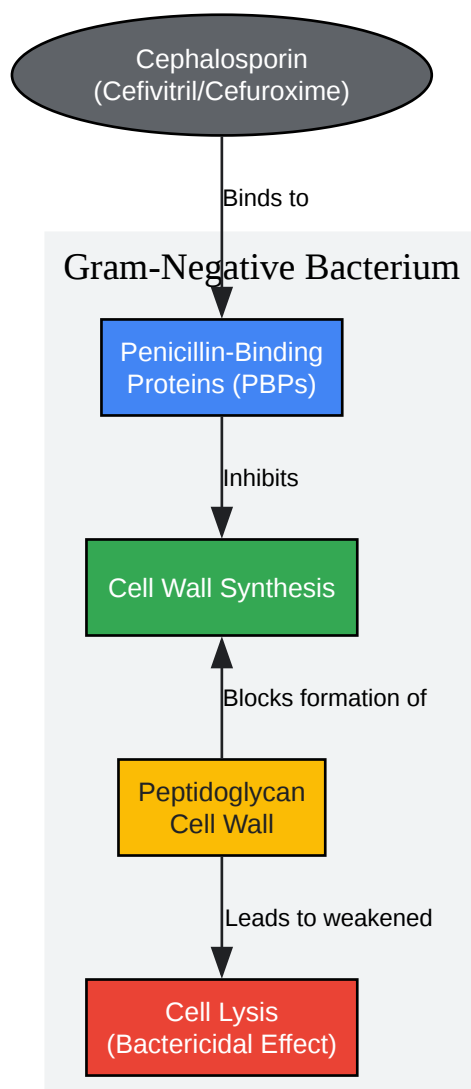 Cephalosporin
(Cefivitril/Cefuroxime)
Binds to
Gram-Negative Bacterium
Penicillin-Binding
Proteins (PBPs)
Inhibits
Cell Wall Synthesis
Blocks formation of
Peptidoglycan
Cell Wall
Leads to weakened
Cell Lysis
(Bactericidal Effect)